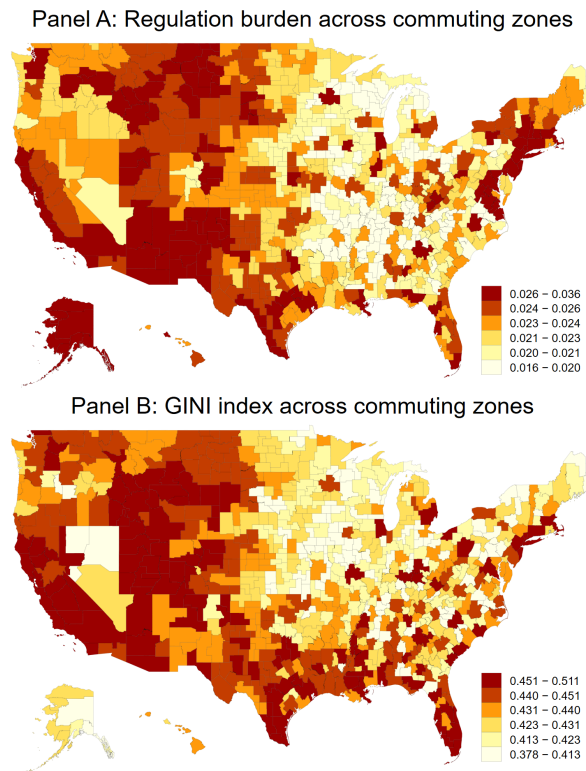 Panel A: Regulation burden across commuting zones
0.026 − 0.036
0.024 − 0.026
0.023 − 0.024
0.021 − 0.023
0.020 − 0.021
0.016 − 0.020
Panel B: GINI index across commuting zones
0.451 − 0.511
0.440 − 0.451
0.431 − 0.440
0.423 − 0.431
0.413 − 0.423
0.378 − 0.413